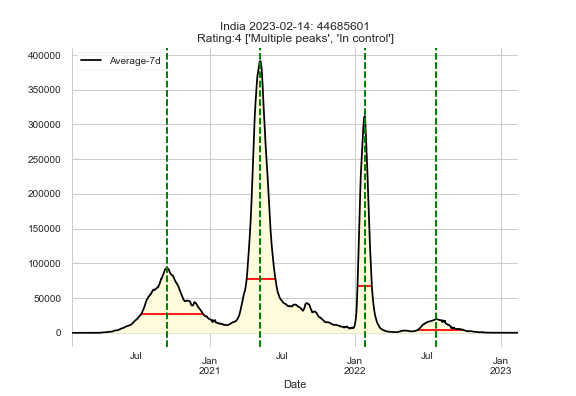 India 2023-02-14: 44685601
Rating:4 ['Multiple peaks', 'In control']
Average-7d
400000
350000
300000
250000
200000
150000
100000
50000
0
Jul
Jan
2021
Jul
Jan
2022
Jul
Jan
2023
Date